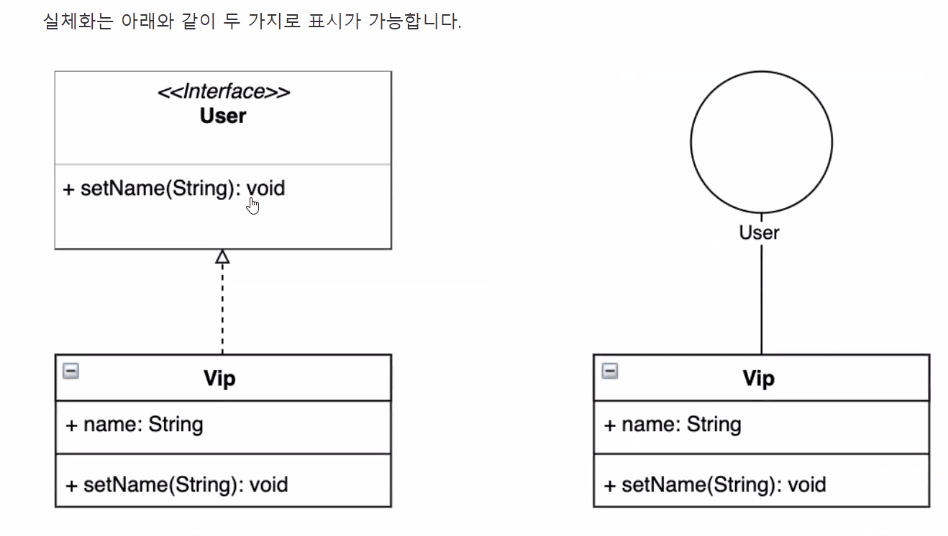 실체화는 아래와 같이 두 가지로 표시가 가능합니다.
<<Interface>>
User
+ setName(String): void
Vip
+ name: String
+ setName(String): void
User
Vip
+ name: String
+ setName(String): void